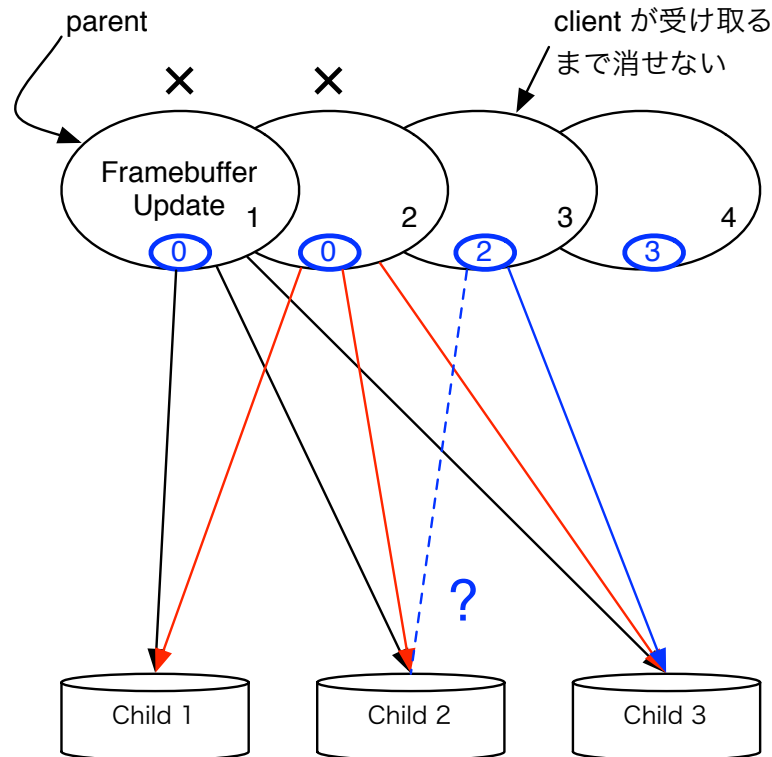 parent
client が受け取る
まで消せない
× ×
Framebuffer
Update
1 2 3 4
0 0 2 3
?
Child 1 Child 2 Child 3